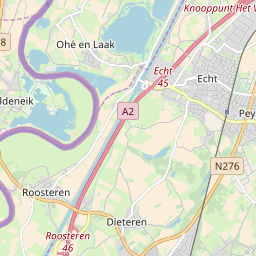 Knooppunt Het V
8
Ohé en Laak
Echt
45
Echt
ldeneik
A2
Pey
N276
Roosteren
Dieteren
Roosteren
46